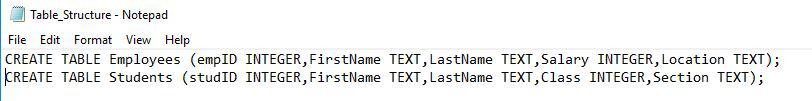 Table_Structure - Notepad
File Edit Format View Help
CREATE TABLE Employees (empID INTEGER,FirstName TEXT,LastName TEXT,Salary INTEGER,Location TEXT);
CREATE TABLE Students (studID INTEGER,FirstName TEXT,LastName TEXT,Class INTEGER,Section TEXT);